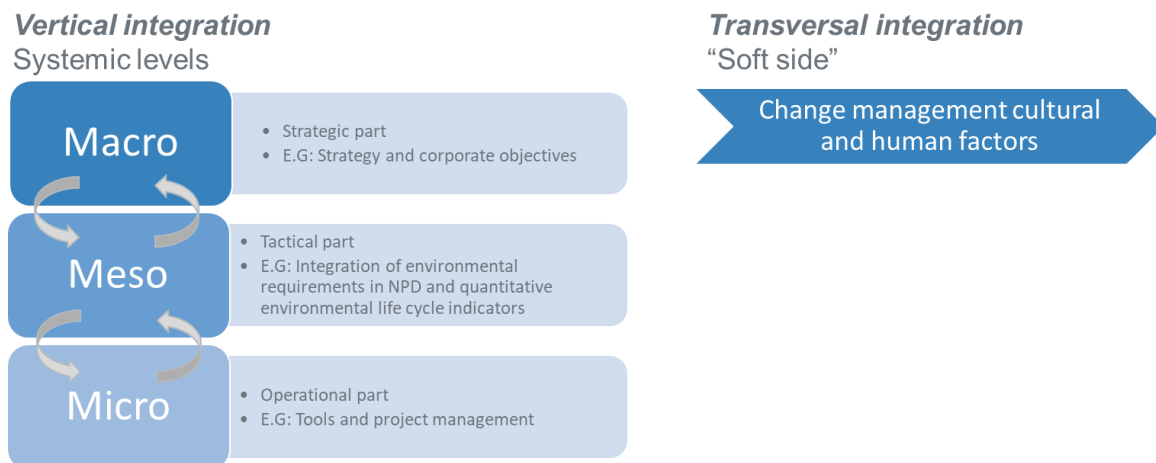 Vertical integration
Systemic levels
Macro
• Strategic part
• E.G: Strategy and corporate objectives
Meso
• Tactical part
• E.G: Integration of environmental
requirements in NPD and quantitative
environmental life cycle indicators
Micro
• Operational part
• E.G: Tools and project management
Transversal integration
“Soft side”
Change management cultural
and human factors